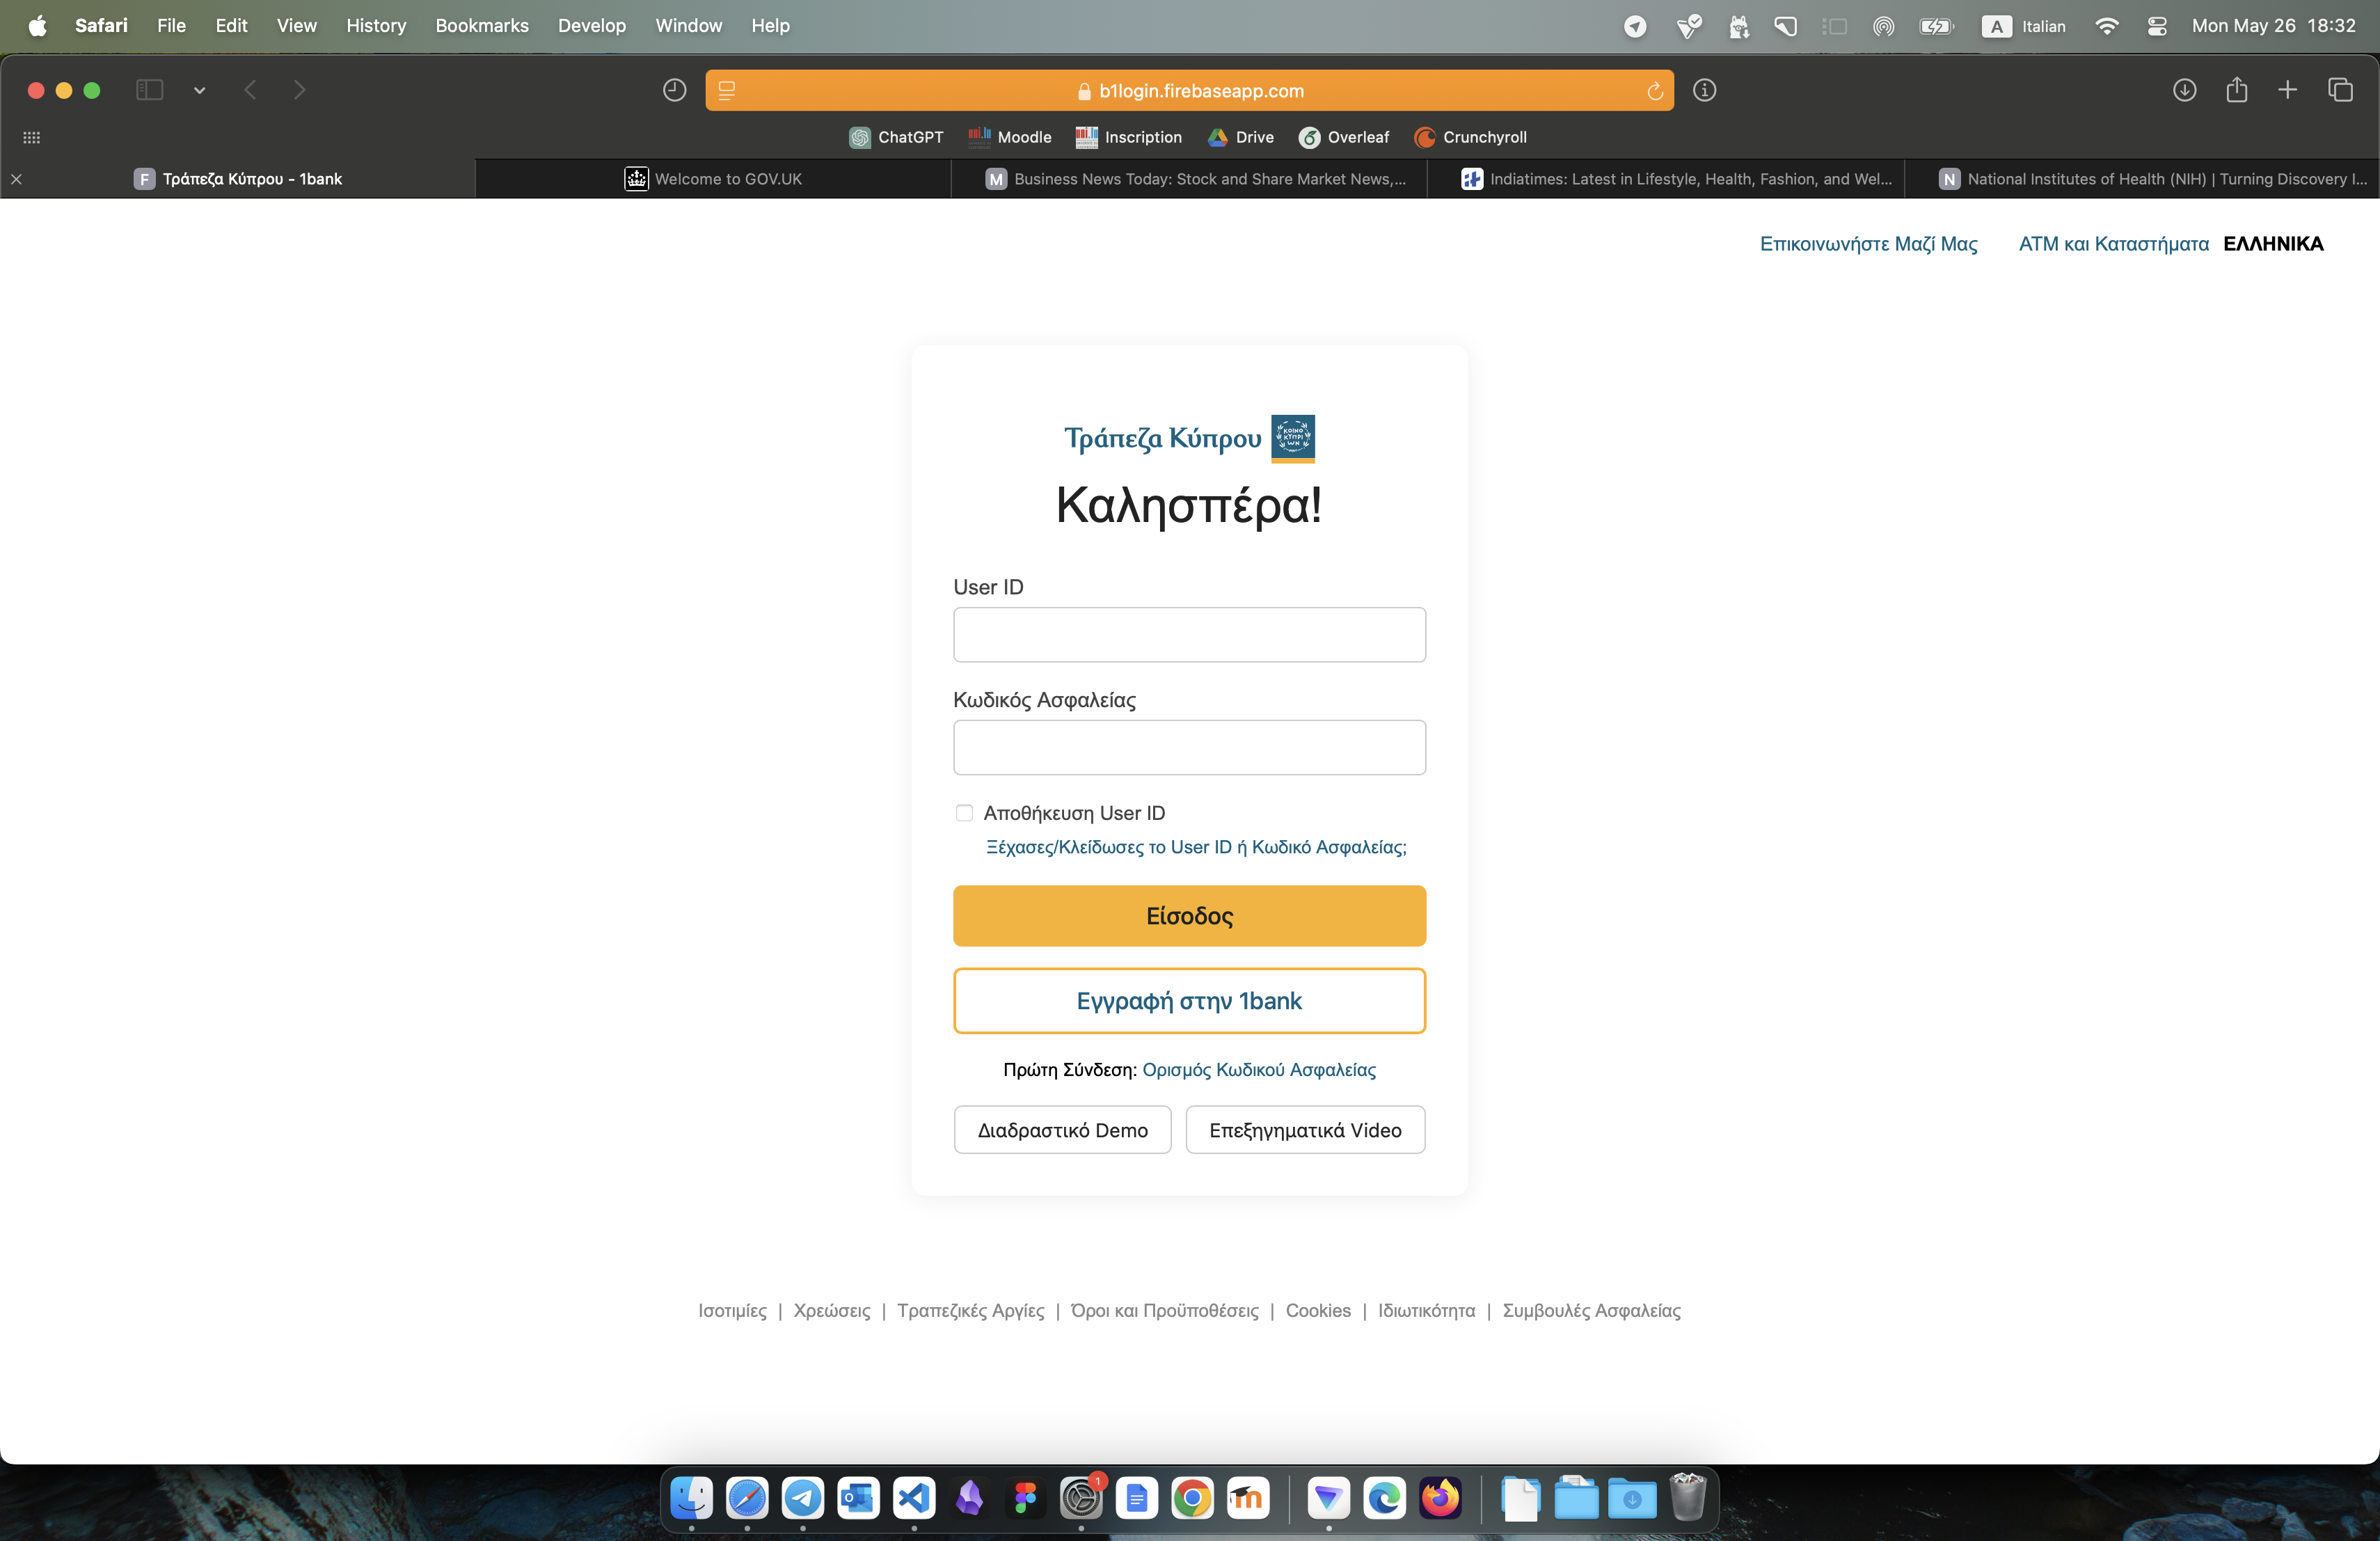 Safari File Edit View History Bookmarks Develop Window Help A Italian Mon May 26 18:32
b1login.firebaseapp.com
ChatGPT Moodle Inscription Drive Overleaf Crunchyroll
F Τράπεζα Κύπρου - 1bank Welcome to GOV.UK M Business News Today: Stock and Share Market News,... Indiatimes: Latest in Lifestyle, Health, Fashion, and Wel... N National Institutes of Health (NIH) | Turning Discovery I...
Επικοινωνήστε Μαζί Μας ΑΤΜ και Καταστήματα ΕΛΛΗΝΙΚΑ
Τράπεζα Κύπρου
ΚΟΙΝΟ
ΚΥΠΡΙ
ΩΝ
Καλησπέρα!
User ID
Κωδικός Ασφαλείας
Αποθήκευση User ID
Ξέχασες/Κλείδωσες το User ID ή Κωδικό Ασφαλείας;
Είσοδος
Εγγραφή στην 1bank
Πρώτη Σύνδεση: Ορισμός Κωδικού Ασφαλείας
Διαδραστικό Demo Επεξηγηματικά Video
Ισοτιμίες | Χρεώσεις | Τραπεζικές Αργίες | Όροι και Προϋποθέσεις | Cookies | Ιδιωτικότητα | Συμβουλές Ασφαλείας
1